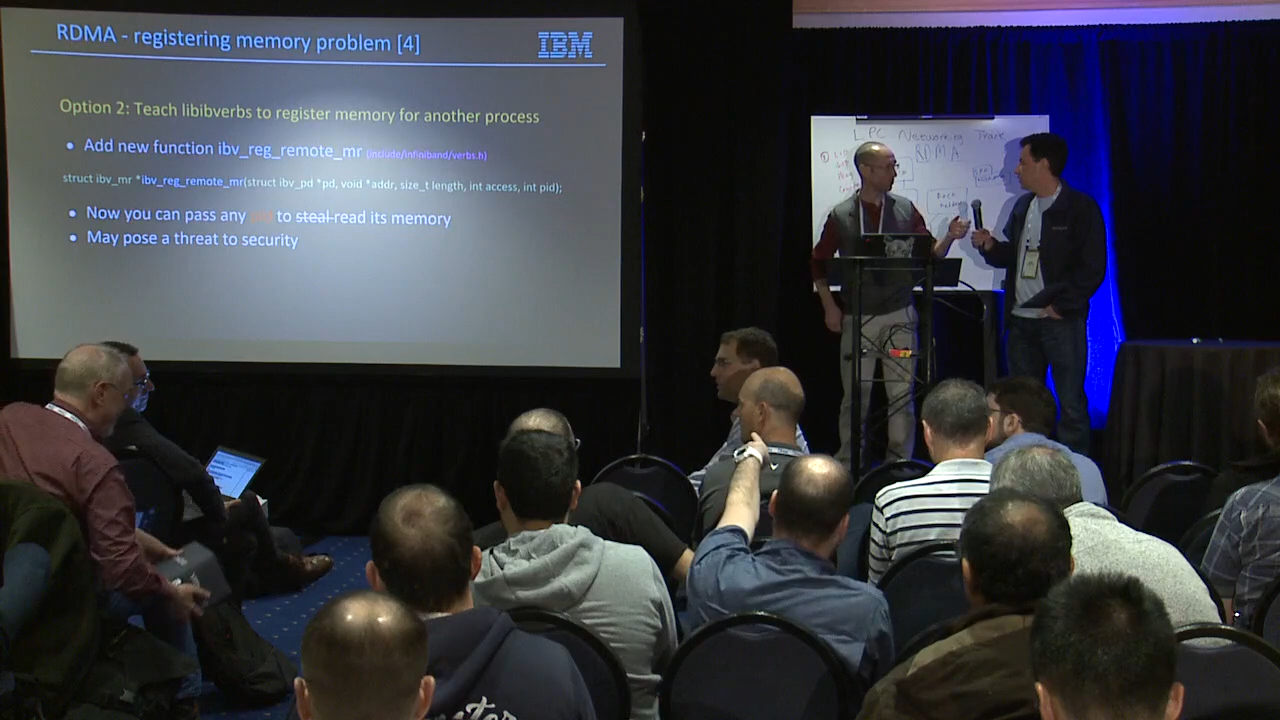 RDMA - registering memory problem [4]
IBM
Option 2: Teach libibverbs to register memory for another process
• Add new function ibv_reg_remote_mr (include/infiniband/verbs.h)
struct ibv_mr *ibv_reg_remote_mr(struct ibv_pd *pd, void *addr, size_t length, int access, int pid);
• Now you can pass any pid to steal read its memory
• May pose a threat to security
LPC Networking Track
RDMA